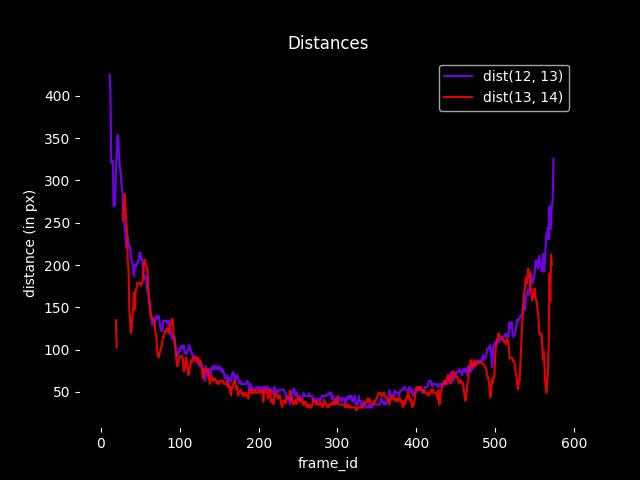 Distances
dist(12, 13)
dist(13, 14)
400
350
300
250
200
150
100
50
distance (in px)
0 100 200 300 400 500 600
frame_id